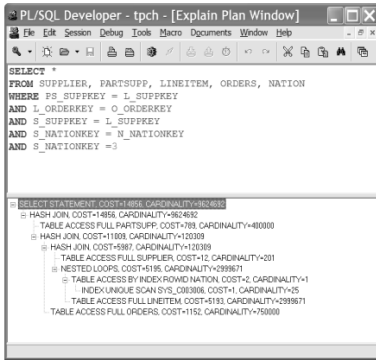 PL/SQL Developer - tpch - [Explain Plan Window]
File Edit Session Debug Tools Macro Documents Window Help
SELECT *
FROM SUPPLIER, PARTSUPP, LINEITEM, ORDERS, NATION
WHERE PS_SUPPKEY = L_SUPPKEY
AND L_ORDERKEY = O_ORDERKEY
AND S_SUPPKEY = L_SUPPKEY
AND S_NATIONKEY = N_NATIONKEY
AND S_NATIONKEY =3
SELECT STATEMENT, COST=14856, CARDINALITY=9624692
HASH JOIN, COST=14856, CARDINALITY=9624692
TABLE ACCESS FULL PARTSUPP, COST=789, CARDINALITY=400000
HASH JOIN, COST=11009, CARDINALITY=120309
HASH JOIN, COST=5987, CARDINALITY=120309
TABLE ACCESS FULL SUPPLIER, COST=12, CARDINALITY=201
NESTED LOOPS, COST=5195, CARDINALITY=2999671
TABLE ACCESS BY INDEX ROWID NATION, COST=2, CARDINALITY=1
INDEX UNIQUE SCAN SYS_C003006, COST=1, CARDINALITY=25
TABLE ACCESS FULL LINEITEM, COST=5193, CARDINALITY=2999671
TABLE ACCESS FULL ORDERS, COST=1152, CARDINALITY=750000